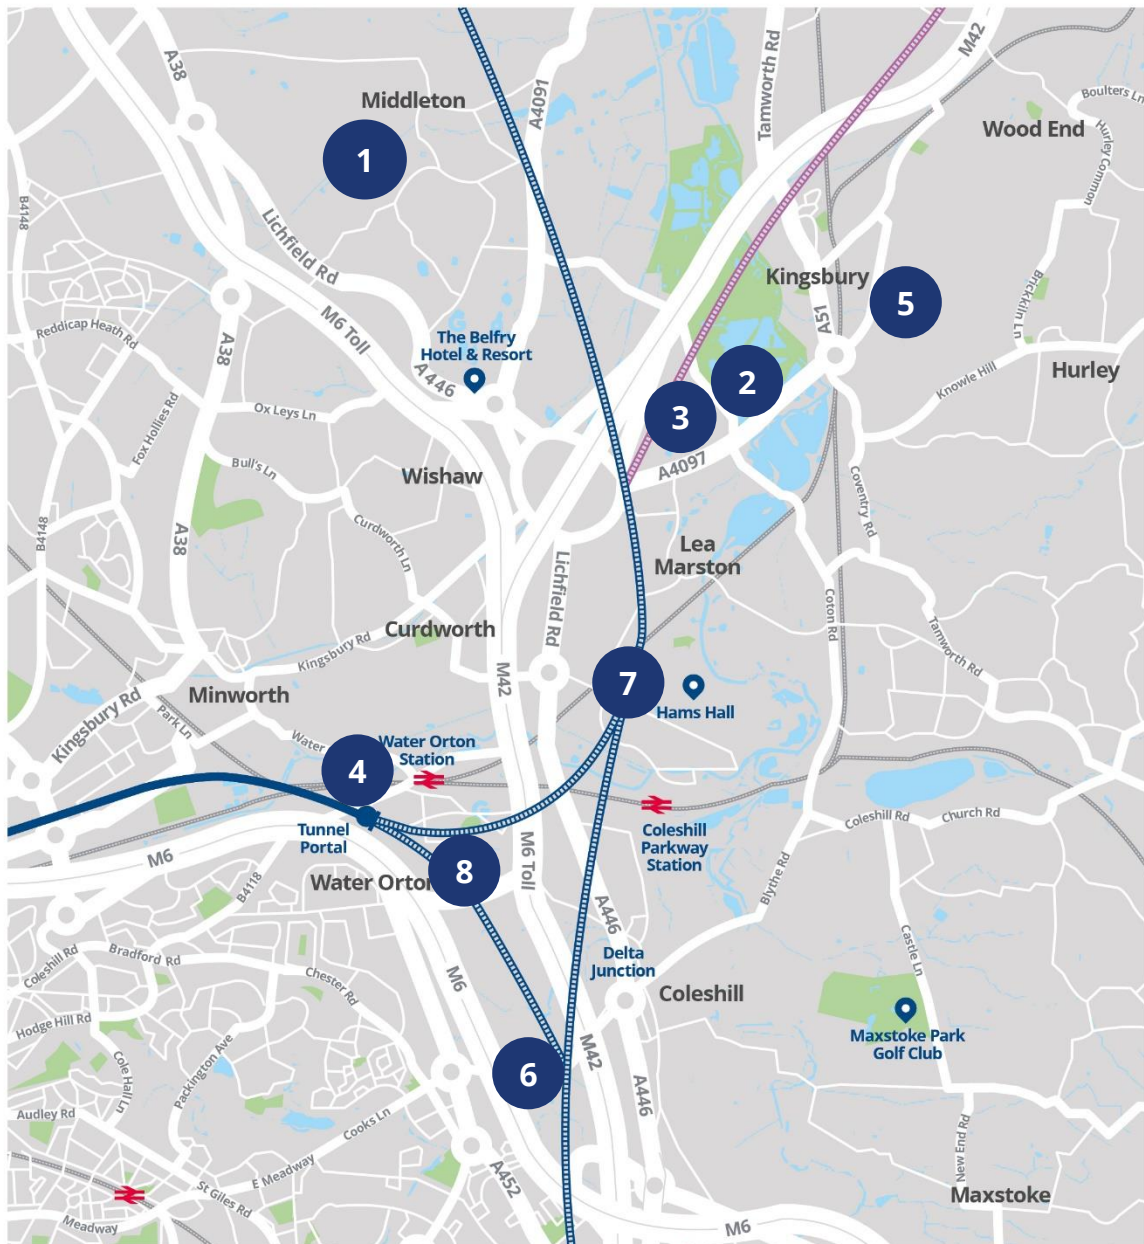 A38
M42
Tamworth Rd
A4091
Middleton
Boulters Ln
Wood End
Hurley Common
1
B4148
Lichfield Rd
Kingsbury
5
Bricklin Ln
A51
M6 Toll
Reddicap Heath Rd
A38
The Belfry
Hotel & Resort
A446
2
Hurley
Knowle Hill
3
Ox Leys Ln
Fox Hollies Rd
Bull's Ln
Wishaw
A4097
Coventry Rd
B4148
A38
Curdworth Ln
Lea
Marston
Lichfield Rd
Coton Rd
Curdworth
Tamworth Rd
Kingsbury Rd
M42
7
Minworth
Hams Hall
Kingsbury Rd
Park Ln
Water
Water Orton
Station
4
Tunnel
Portal
Coleshill
Parkway
Station
Coleshill Rd
Church Rd
M6
M6 Toll
8
Water Orton
B4118
Blythe Rd
A446
Castle Ln
Delta
Junction
Coleshill Rd
Bradford Rd
Chester Rd
M6
Coleshill
Hodge Hill Rd
Maxstoke Park
Golf Club
Packington Ave
Cole Hall Ln
6
M42
A446
Audley Rd
Cooks Ln
New End Rd
E Meadway
A452
St Giles Rd
Maxstoke
Meadway
M6